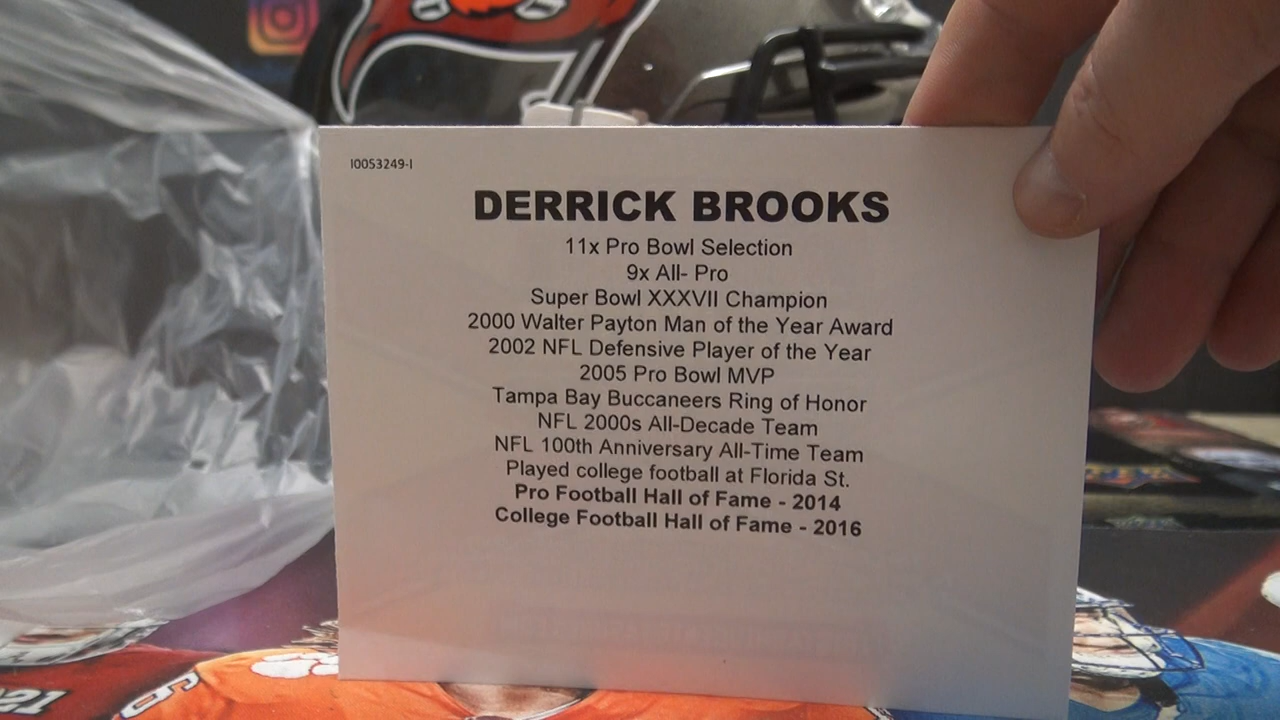 10053249-1
DERRICK BROOKS
11x Pro Bowl Selection
9x All- Pro
Super Bowl XXXVII Champion
2000 Walter Payton Man of the Year Award
2002 NFL Defensive Player of the Year
2005 Pro Bowl MVP
Tampa Bay Buccaneers Ring of Honor
NFL 2000s All-Decade Team
NFL 100th Anniversary All-Time Team
Played college football at Florida St.
Pro Football Hall of Fame - 2014
College Football Hall of Fame - 2016